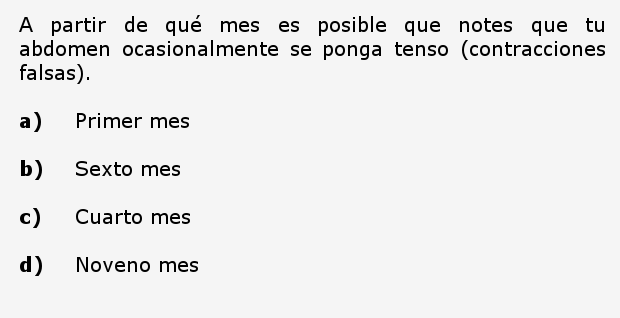 A partir de qué mes es posible que notes que tu
abdomen ocasionalmente se ponga tenso (contracciones
falsas).
a) Primer mes
b) Sexto mes
c) Cuarto mes
d) Noveno mes